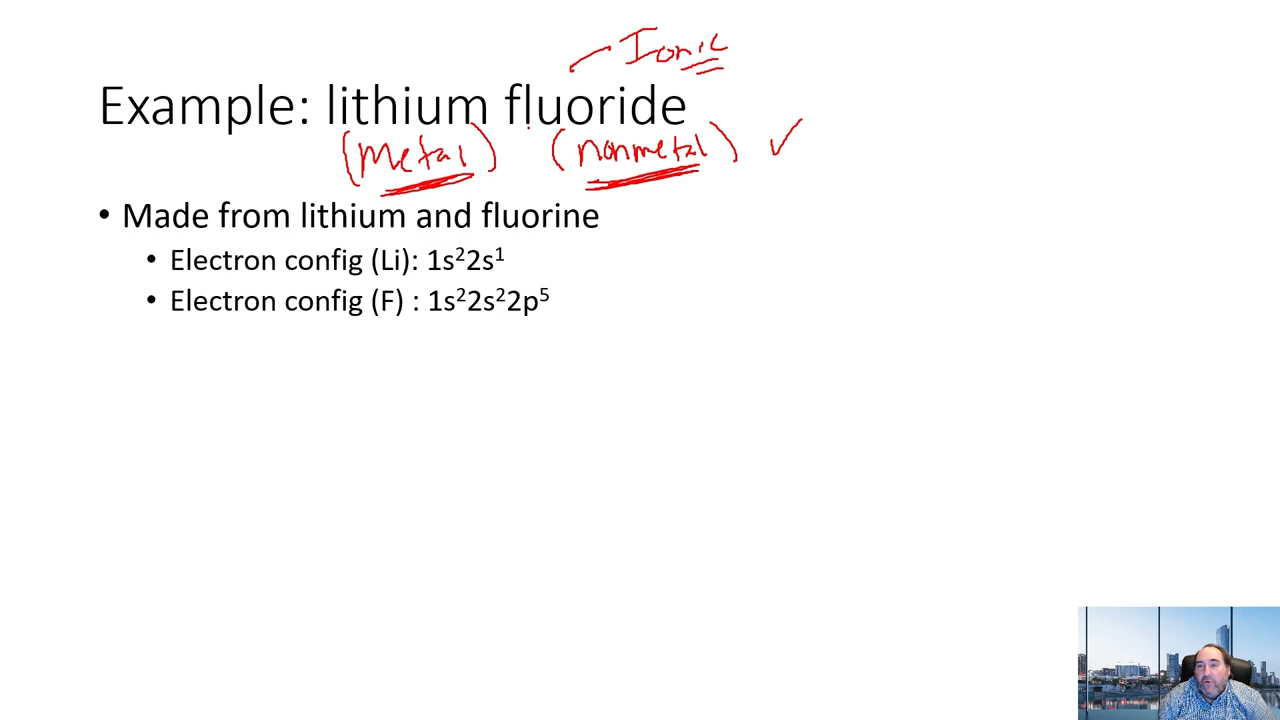 Ionic
Example: lithium fluoride
(metal) (nonmetal) ✓
• Made from lithium and fluorine
• Electron config (Li): 1s²2s¹
• Electron config (F) : 1s²2s²2p⁵